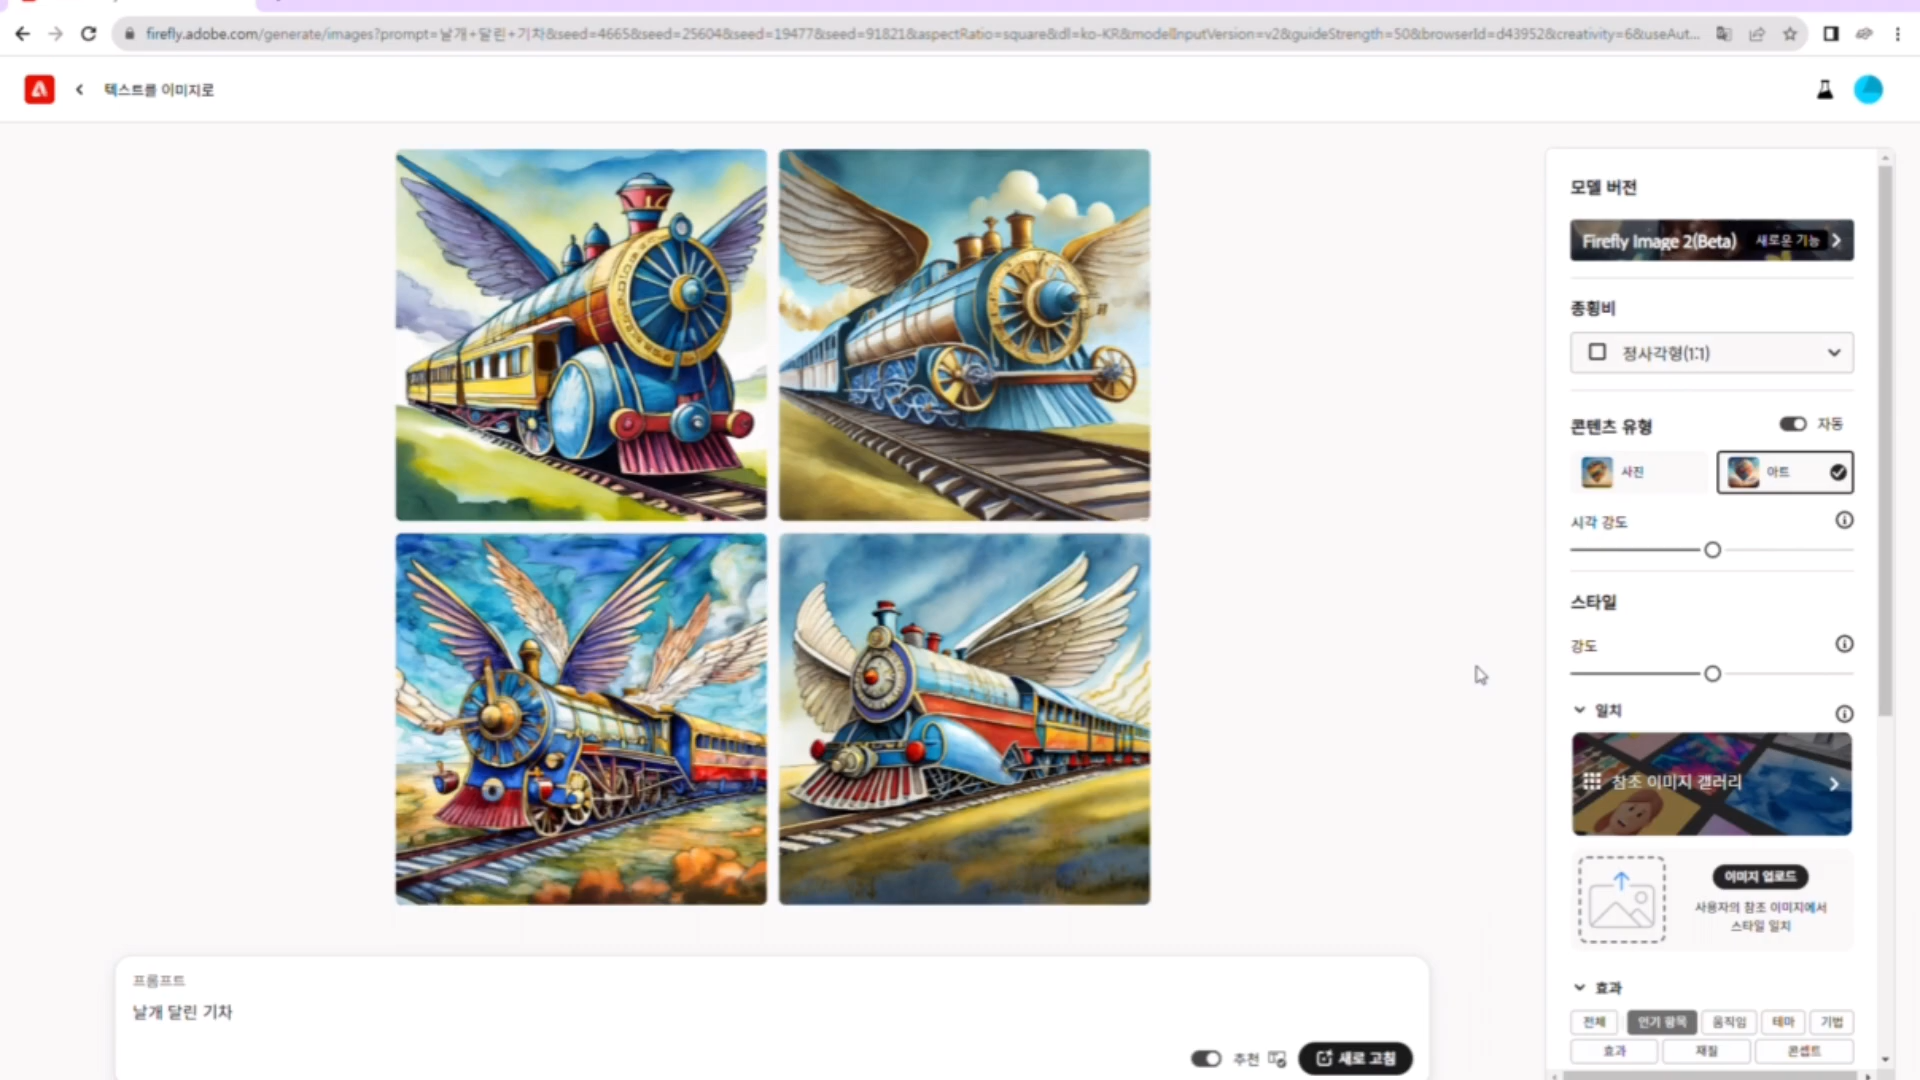 firefly.adobe.com/generate/images?prompt=날개+달린+기차&seed=4665&seed=25604&seed=19477&seed=91821&aspectRatio=square&dl=ko-KR&modelInputVersion=v2&guideStrength=50&browserId=d43952&creativity=6&useAut...
텍스트를 이미지로
모델 버전
Firefly Image 2(Beta) 새로운 기능
종횡비
정사각형(1:1)
콘텐츠 유형 자동
사진 아트
시각 강도
스타일
강도
일치
참조 이미지 갤러리
이미지 업로드
사용자의 참조 이미지에서
스타일 일치
효과
전체 인기 항목 움직임 테마 기법
효과 재질 콘셉트
프롬프트
날개 달린 기차
추천 새로 고침